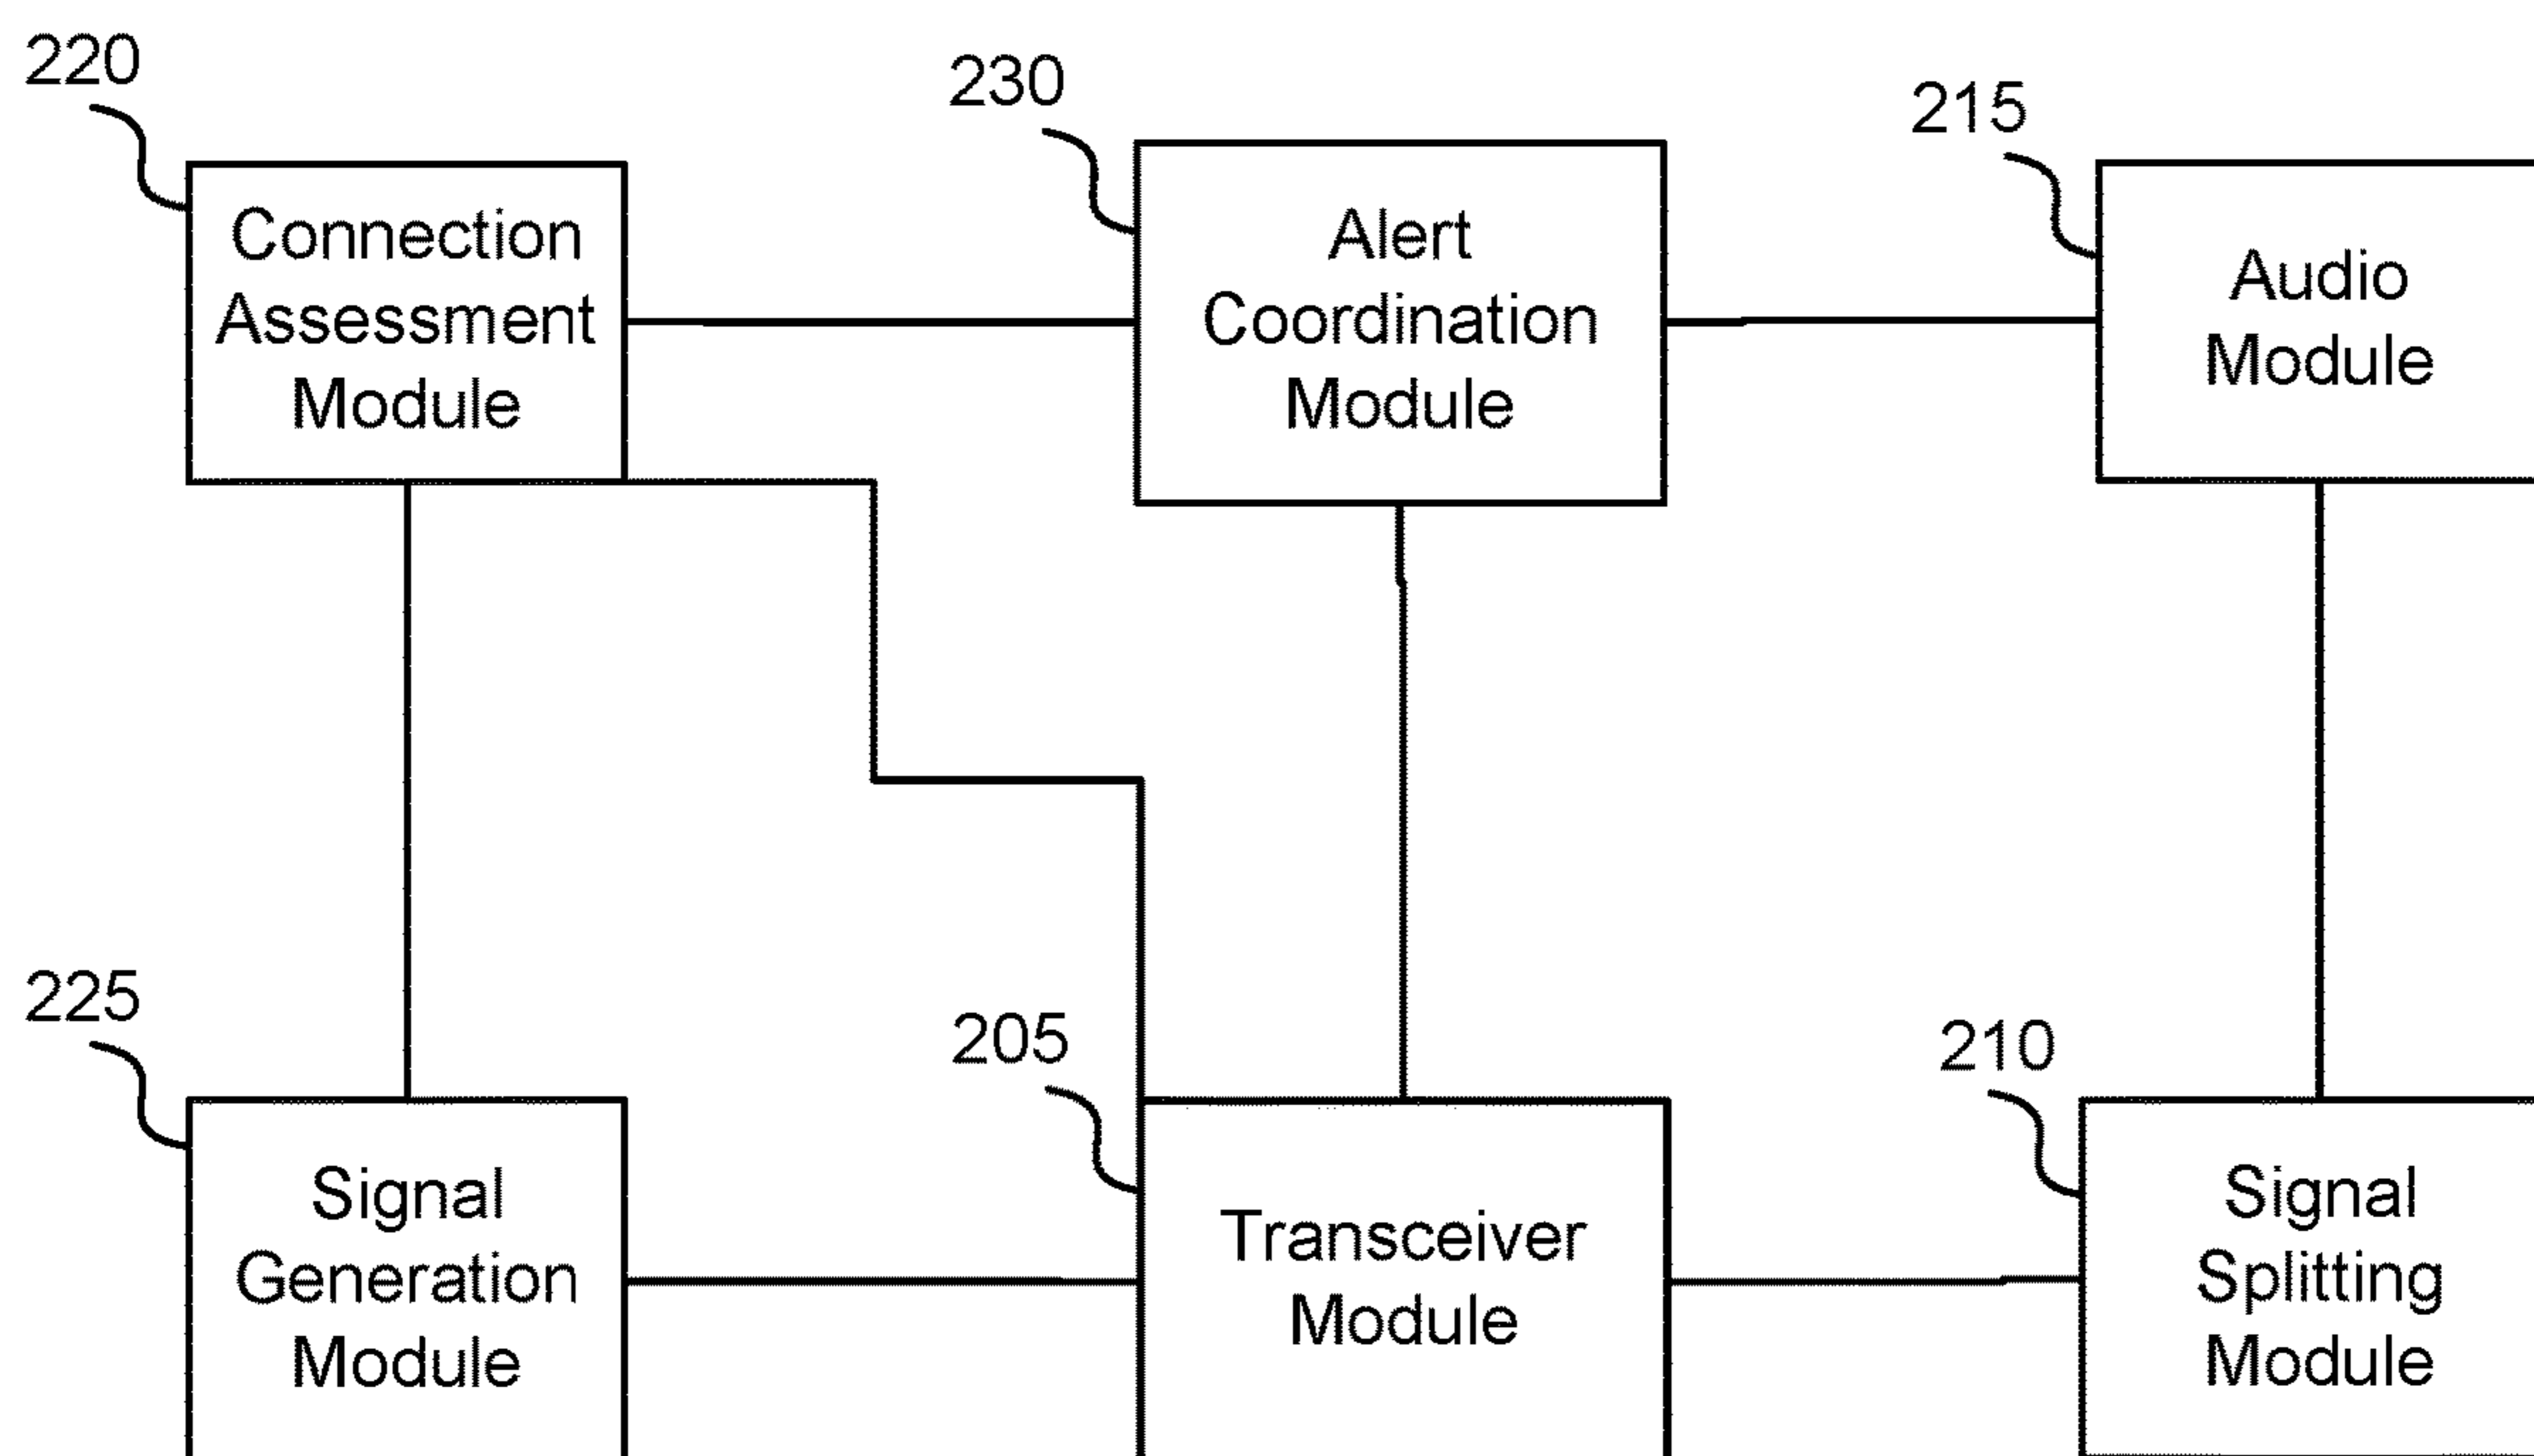 220
230
215
Connection
Assessment
Module
Alert
Coordination
Module
Audio
Module
225
205
210
Signal
Generation
Module
Transceiver
Module
Signal
Splitting
Module